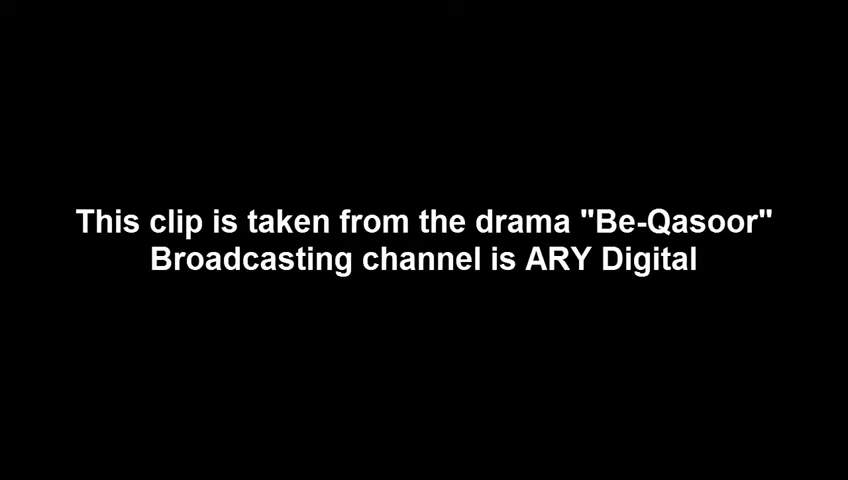 This clip is taken from the drama "Be-Qasoor"
Broadcasting channel is ARY Digital